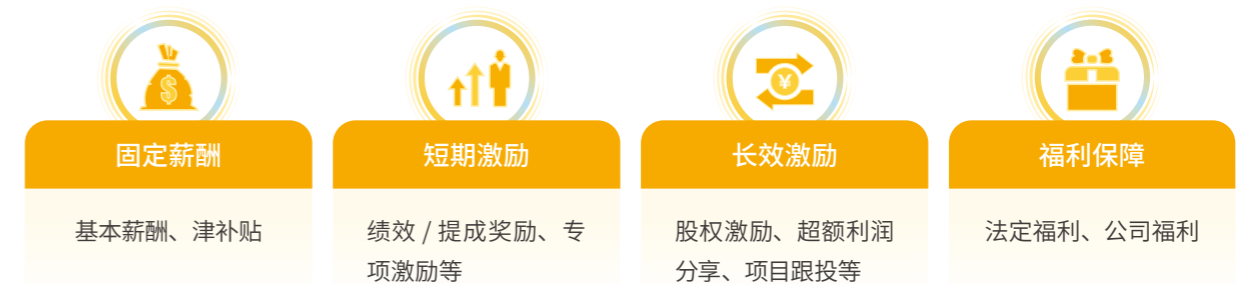 固定薪酬
基本薪酬、津补贴
短期激励
绩效 / 提成奖励、专
项激励等
长效激励
股权激励、超额利润
分享、项目跟投等
福利保障
法定福利、公司福利